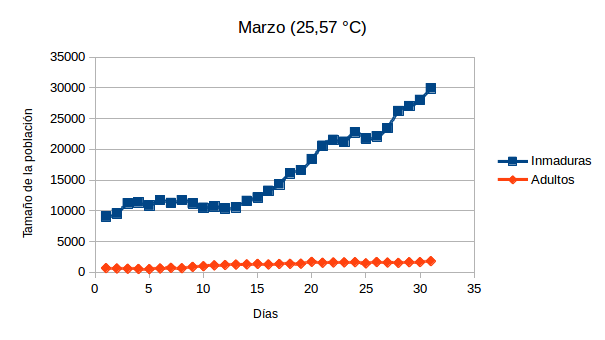 Marzo (25,57 °C)
35000
30000
25000
20000
15000
10000
5000
0
Tamaño de la población
0 5 10 15 20 25 30 35
Días
Inmaduras
Adultos